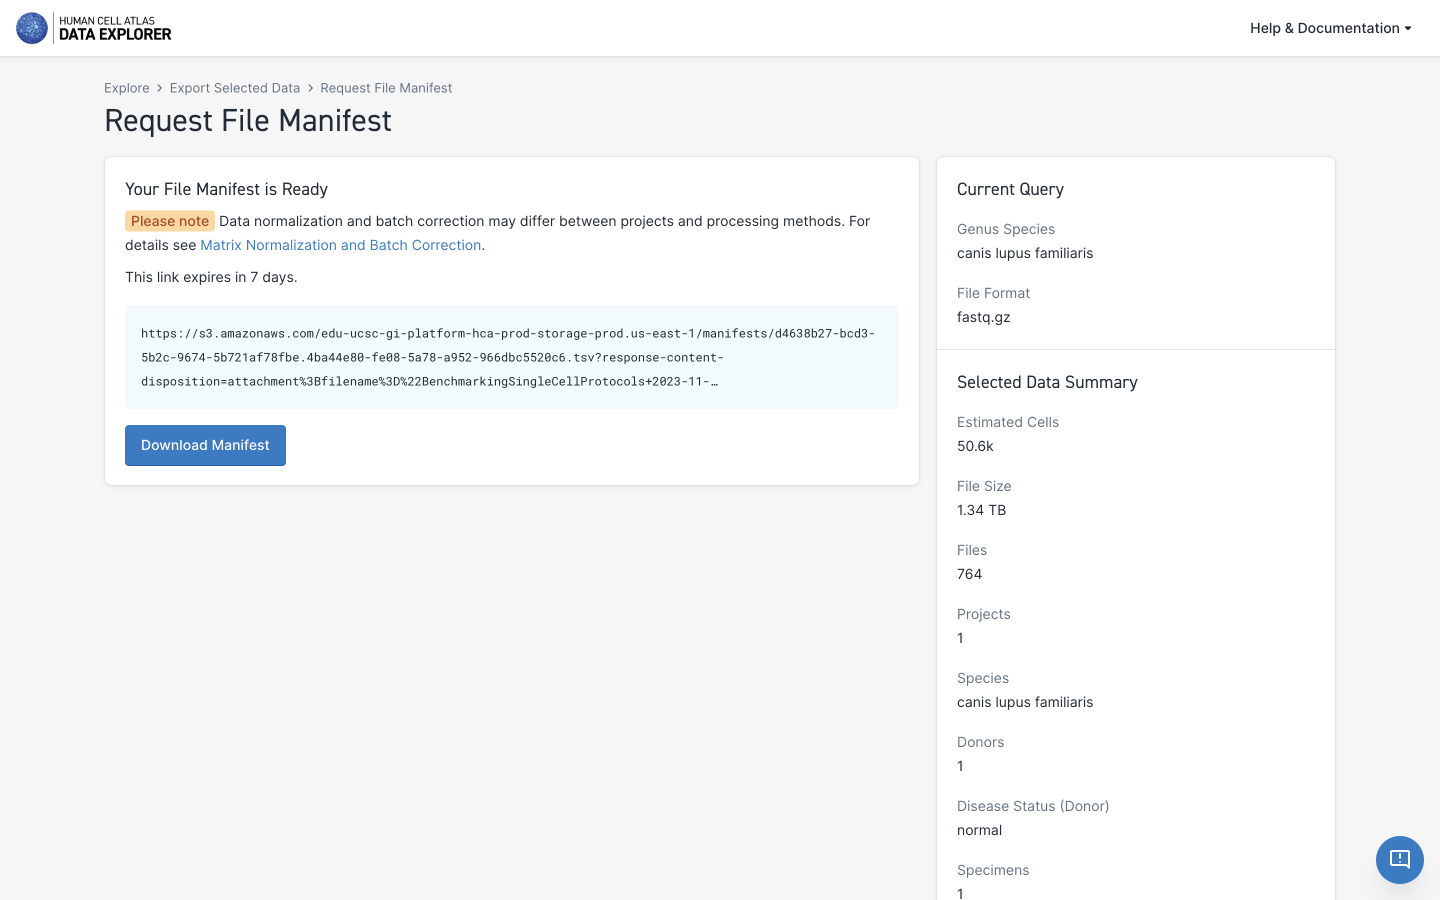 HUMAN CELL ATLAS
DATA EXPLORER
Help & Documentation
Explore > Export Selected Data > Request File Manifest
Request File Manifest
Your File Manifest is Ready
Please note Data normalization and batch correction may differ between projects and processing methods. For
details see Matrix Normalization and Batch Correction.
This link expires in 7 days.
https://s3.amazonaws.com/edu-ucsc-gi-platform-hca-prod-storage-prod.us-east-1/manifests/d4638b27-bcd3-
5b2c-9674-5b721af78fbe.4ba44e80-fe08-5a78-a952-966dbc5520c6.tsv?response-content-
disposition=attachment%3Bfilename%3D%22BenchmarkingSingleCellProtocols+2023-11-…
Download Manifest
Current Query
Genus Species
canis lupus familiaris
File Format
fastq.gz
Selected Data Summary
Estimated Cells
50.6k
File Size
1.34 TB
Files
764
Projects
1
Species
canis lupus familiaris
Donors
1
Disease Status (Donor)
normal
Specimens
1